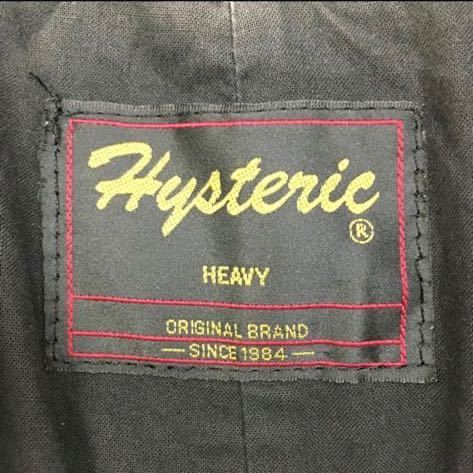 Hysteric®
HEAVY
ORIGINAL BRAND
— SINCE 1984 —